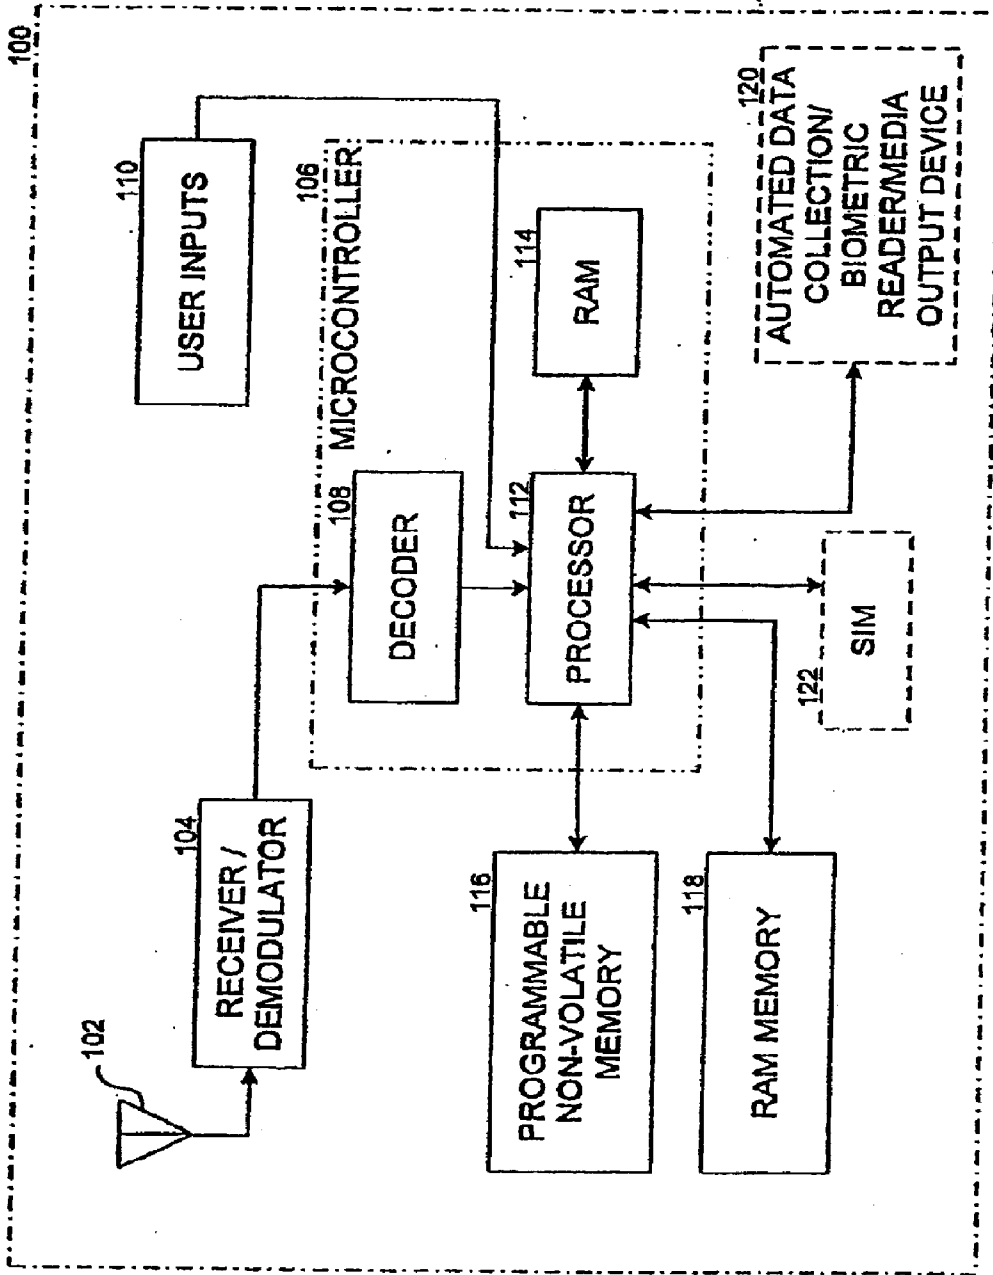 100
102
104
RECEIVER /
DEMODULATOR
110
USER INPUTS
106
MICROCONTROLLER
108
DECODER
112
PROCESSOR
114
RAM
116
PROGRAMMABLE
NON-VOLATILE
MEMORY
118
RAM MEMORY
122
SIM
120
AUTOMATED DATA
COLLECTION/
BIOMETRIC
READER/MEDIA
OUTPUT DEVICE